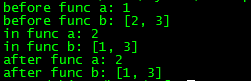 before func a: 1
before func b: [2, 3]
in func a: 2
in func b: [1, 3]
after func a: 2
after func b: [1, 3]